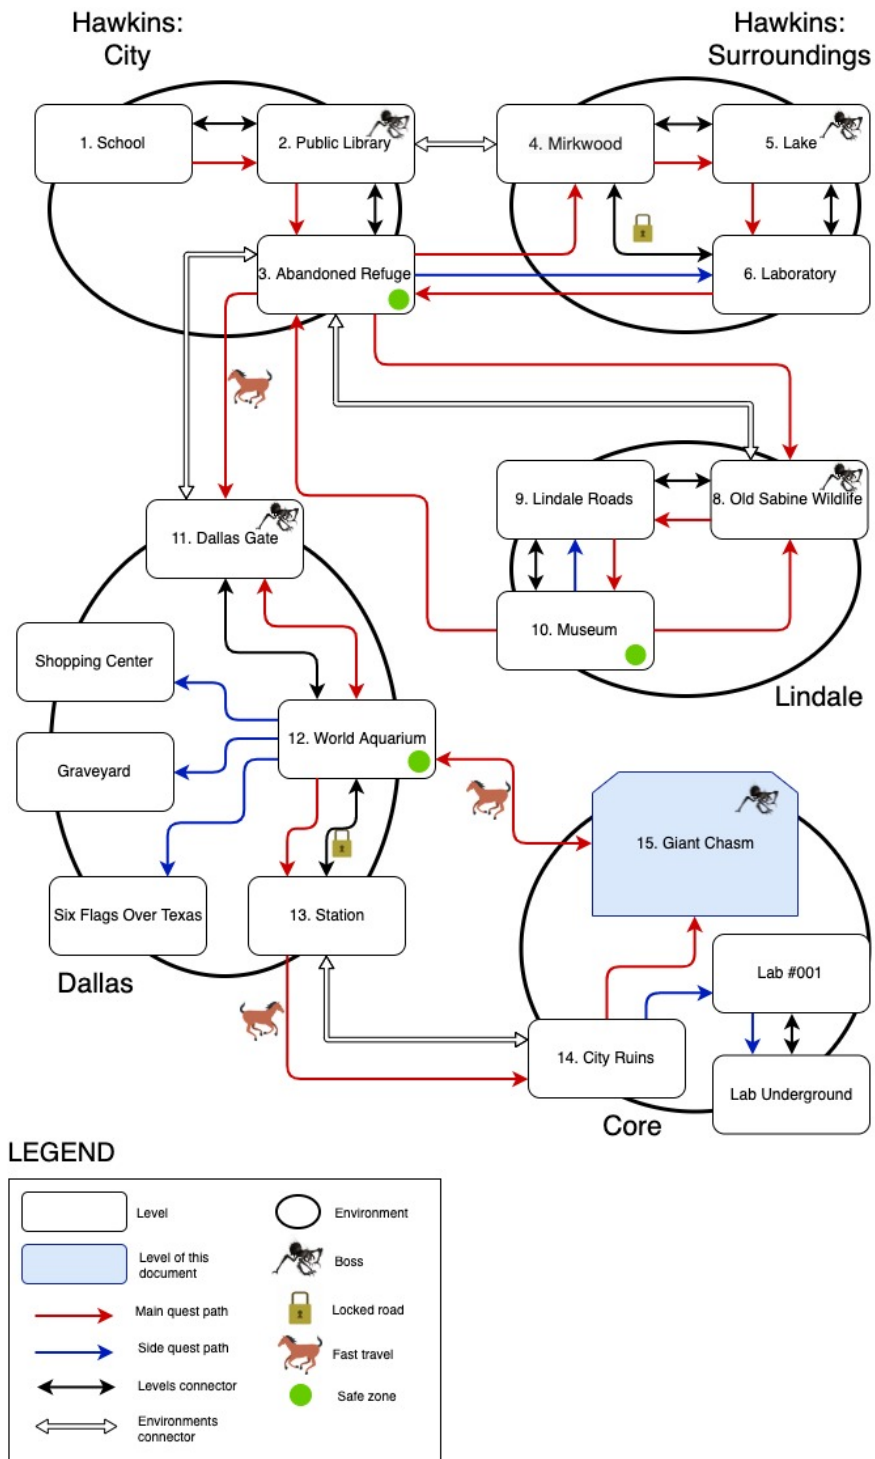 Hawkins:
City
Hawkins:
Surroundings
1. School
2. Public Library
4. Mirkwood
5. Lake
3. Abandoned Refuge
6. Laboratory
9. Lindale Roads
8. Old Sabine Wildlife
11. Dallas Gate
10. Museum
Shopping Center
Lindale
12. World Aquarium
Graveyard
15. Giant Chasm
Six Flags Over Texas
13. Station
Lab #001
Dallas
14. City Ruins
Lab Underground
Core
LEGEND
Level
Environment
Level of this
document
Boss
Main quest path
Locked road
Side quest path
Fast travel
Levels connector
Safe zone
Environments
connector